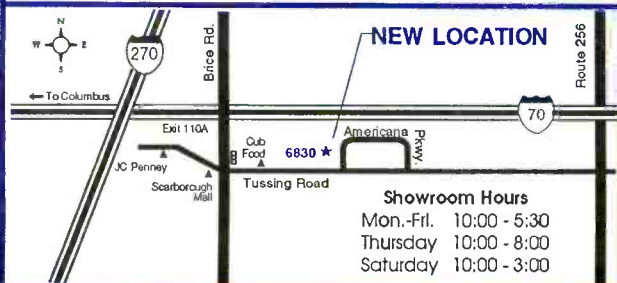 N
W E
S
270
Brice Rd.
NEW LOCATION
Route 256
← To Columbus
70
Exit 110A
JC Penney
Scarborough
Mall
Cub
Food
6830 ★
Americana
Pkwy.
Tussing Road
Showroom Hours
Mon.-Fri. 10:00 - 5:30
Thursday 10:00 - 8:00
Saturday 10:00 - 3:00